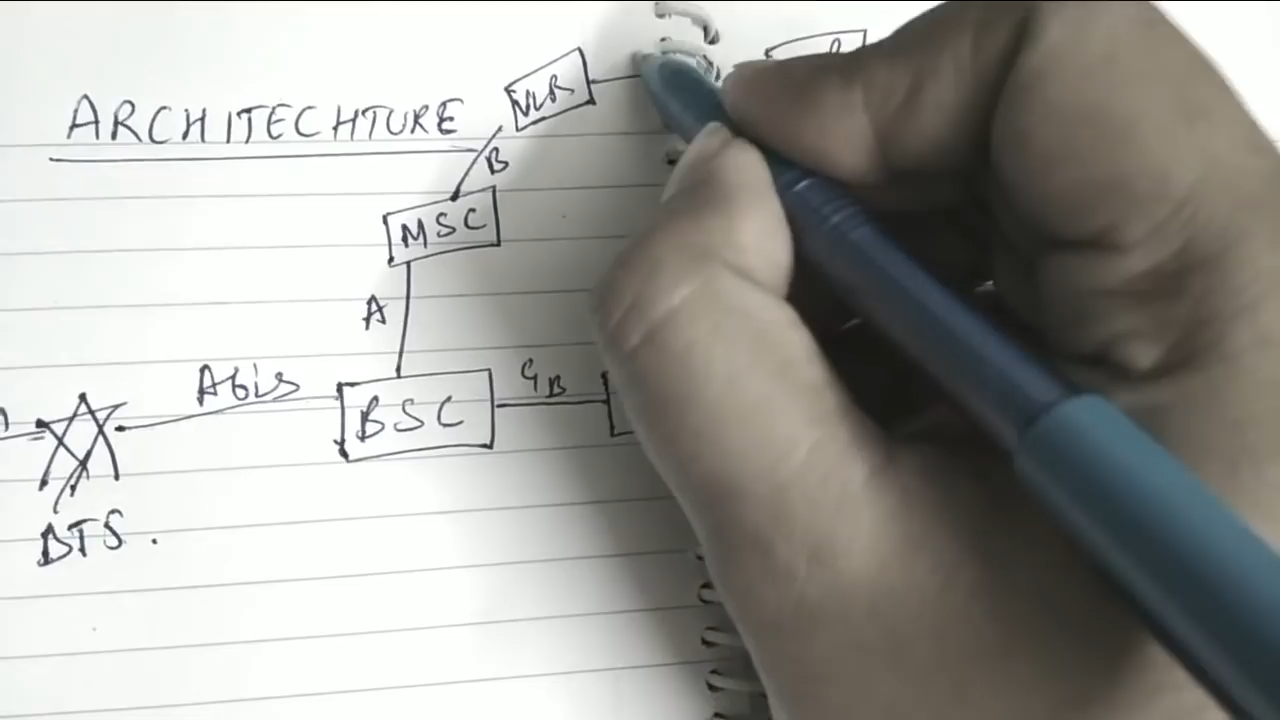 ARCHITECHTURE
VLR
B
MSC
A
Abis
GB
BSC
BTS.